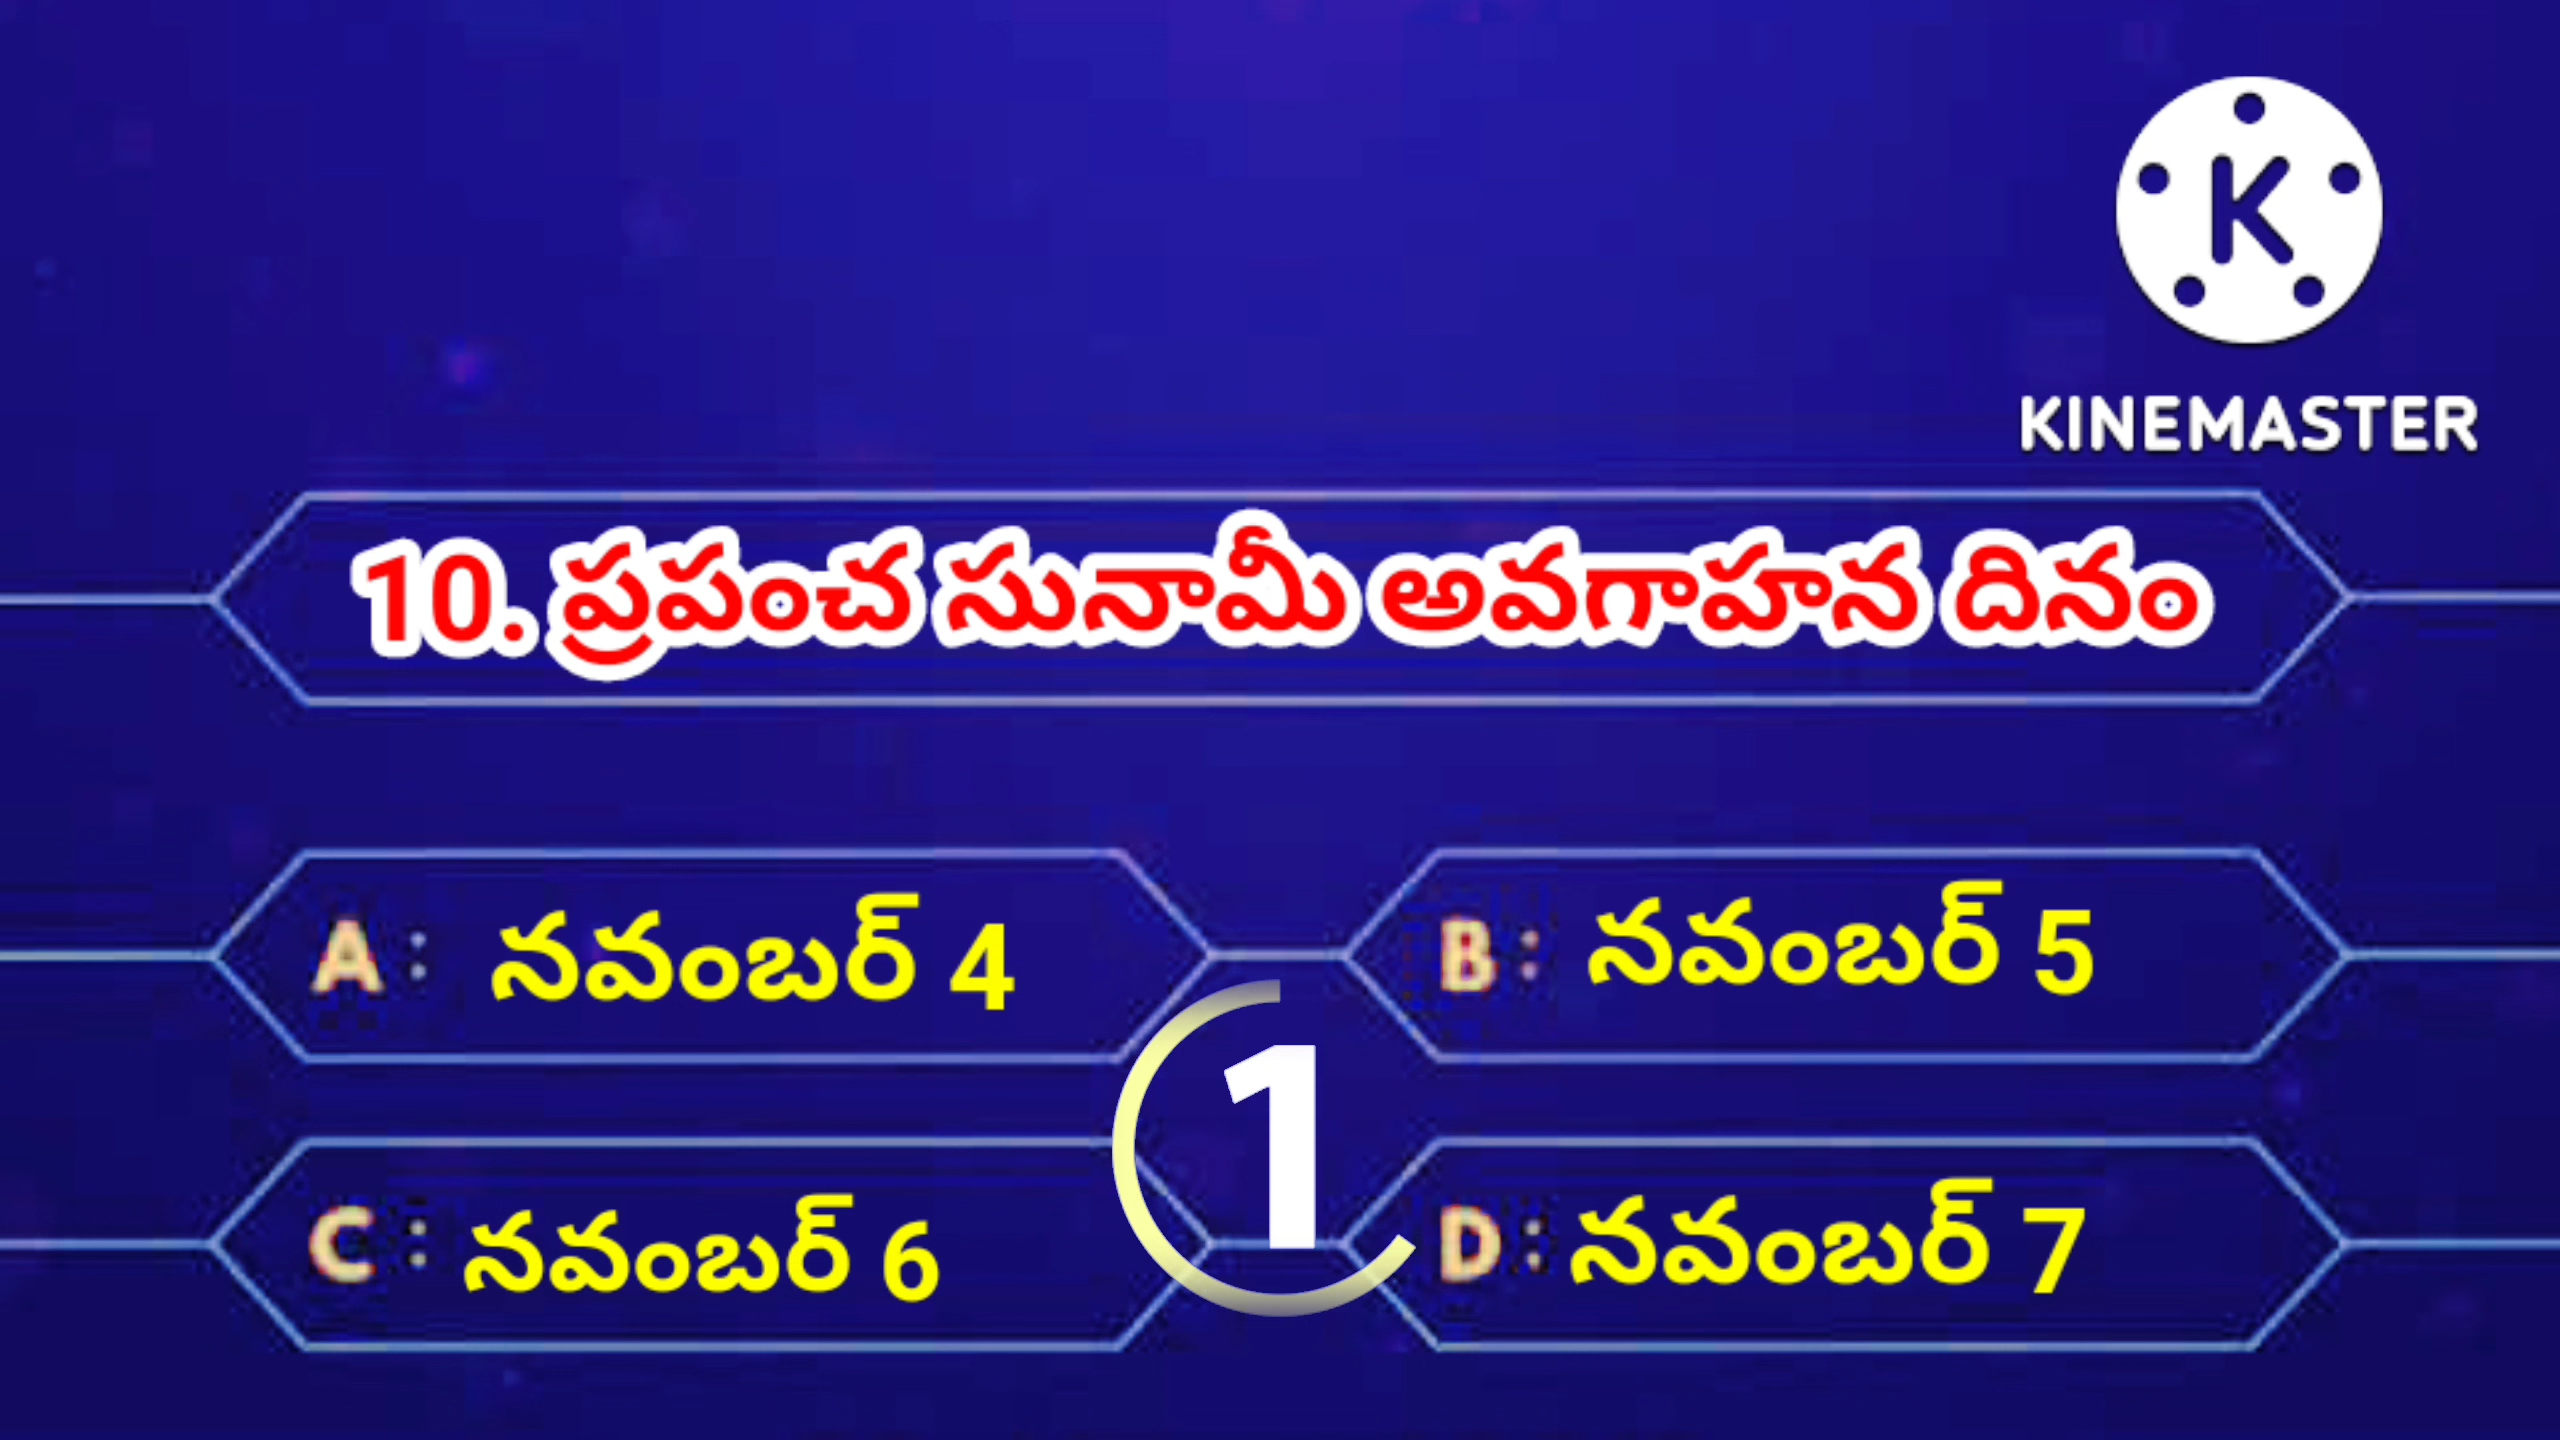 KINEMASTER
10. ప్రపంచ సునామీ అవగాహన దినం
A : నవంబర్ 4
B : నవంబర్ 5
1
C : నవంబర్ 6
D : నవంబర్ 7